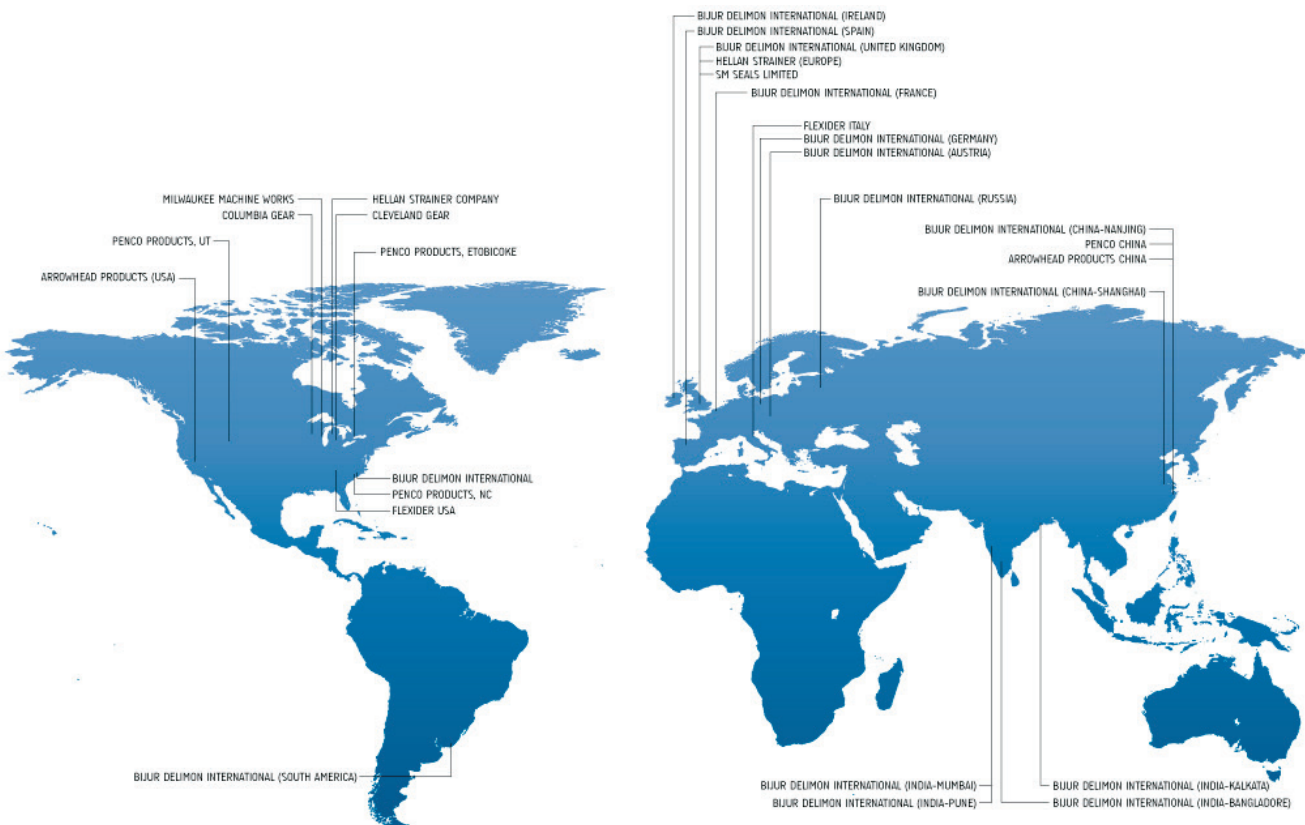 BIJUR DELIMON INTERNATIONAL (IRELAND)
BIJUR DELIMON INTERNATIONAL (SPAIN)
BIJUR DELIMON INTERNATIONAL (UNITED KINGDOM)
HELLAN STRAINER (EUROPE)
SM SEALS LIMITED
BIJUR DELIMON INTERNATIONAL (FRANCE)
FLEXIDER ITALY
BIJUR DELIMON INTERNATIONAL (GERMANY)
BIJUR DELIMON INTERNATIONAL (AUSTRIA)
MILWAUKEE MACHINE WORKS
COLUMBIA GEAR
HELLAN STRAINER COMPANY
CLEVELAND GEAR
PENCO PRODUCTS, UT
PENCO PRODUCTS, ETOBICOKE
ARROWHEAD PRODUCTS (USA)
BIJUR DELIMON INTERNATIONAL (RUSSIA)
BIJUR DELIMON INTERNATIONAL (CHINA-NANJING)
PENCO CHINA
ARROWHEAD PRODUCTS CHINA
BIJUR DELIMON INTERNATIONAL (CHINA-SHANGHAI)
BIJUR DELIMON INTERNATIONAL
PENCO PRODUCTS, NC
FLEXIDER USA
BIJUR DELIMON INTERNATIONAL (SOUTH AMERICA)
BIJUR DELIMON INTERNATIONAL (INDIA-MUMBAI)
BIJUR DELIMON INTERNATIONAL (INDIA-PUNE)
BIJUR DELIMON INTERNATIONAL (INDIA-KALKATA)
BIJUR DELIMON INTERNATIONAL (INDIA-BANGLADORE)